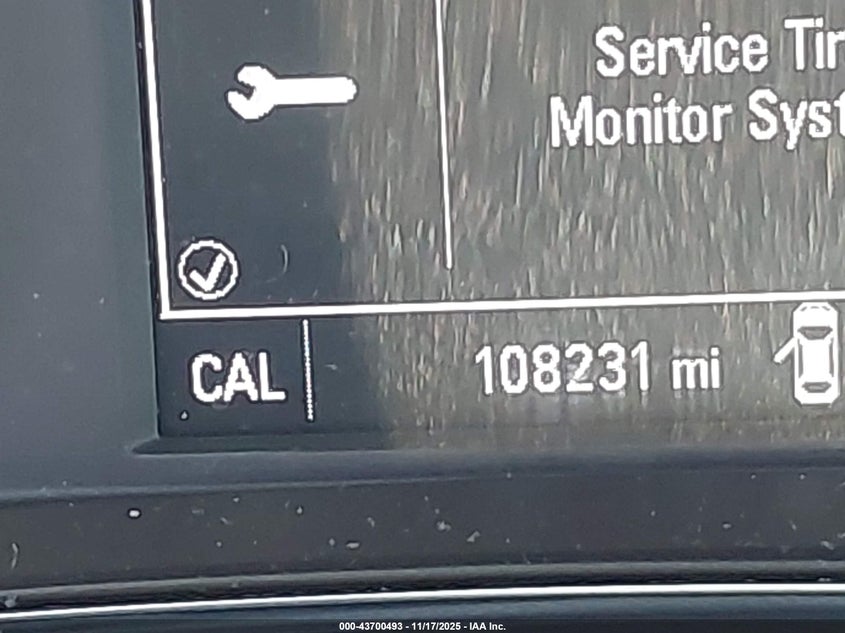 Service Tir
Monitor Syst
CAL
108231 mi
000-43700493 - 11/17/2025 - IAA Inc.